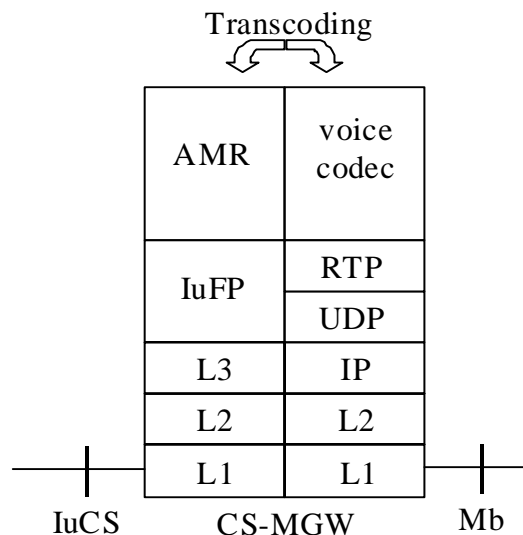 Transcoding
AMR
voice
codec
IuFP
RTP
UDP
L3
IP
L2
L2
L1
L1
IuCS
CS-MGW
Mb